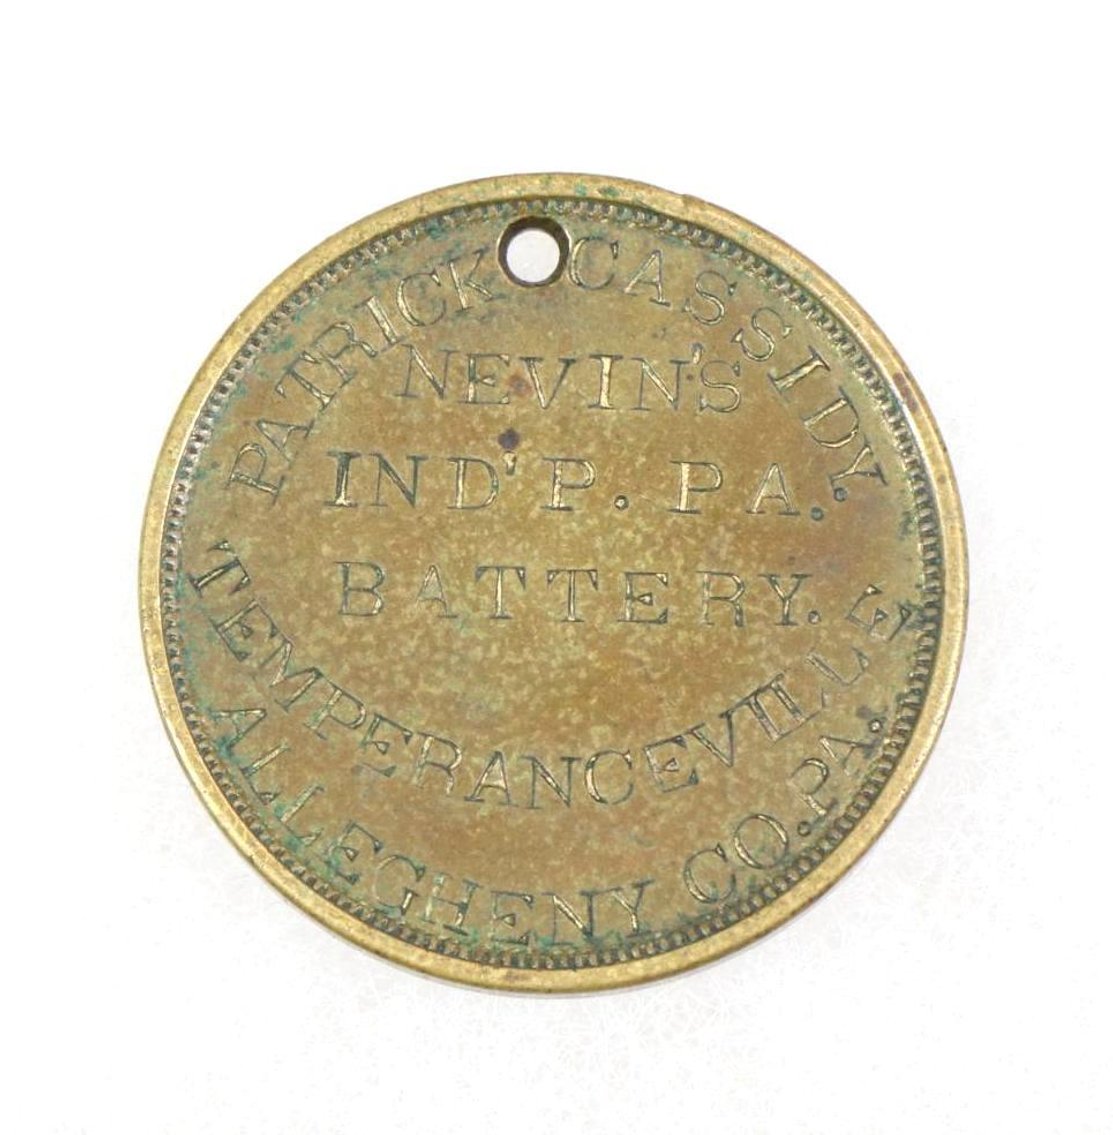 PATRICK CASSIDY.
NEVIN'S
IND'P. PA.
BATTERY.
TEMPERANCEVILLE
ALLEGHENY CO. PA.